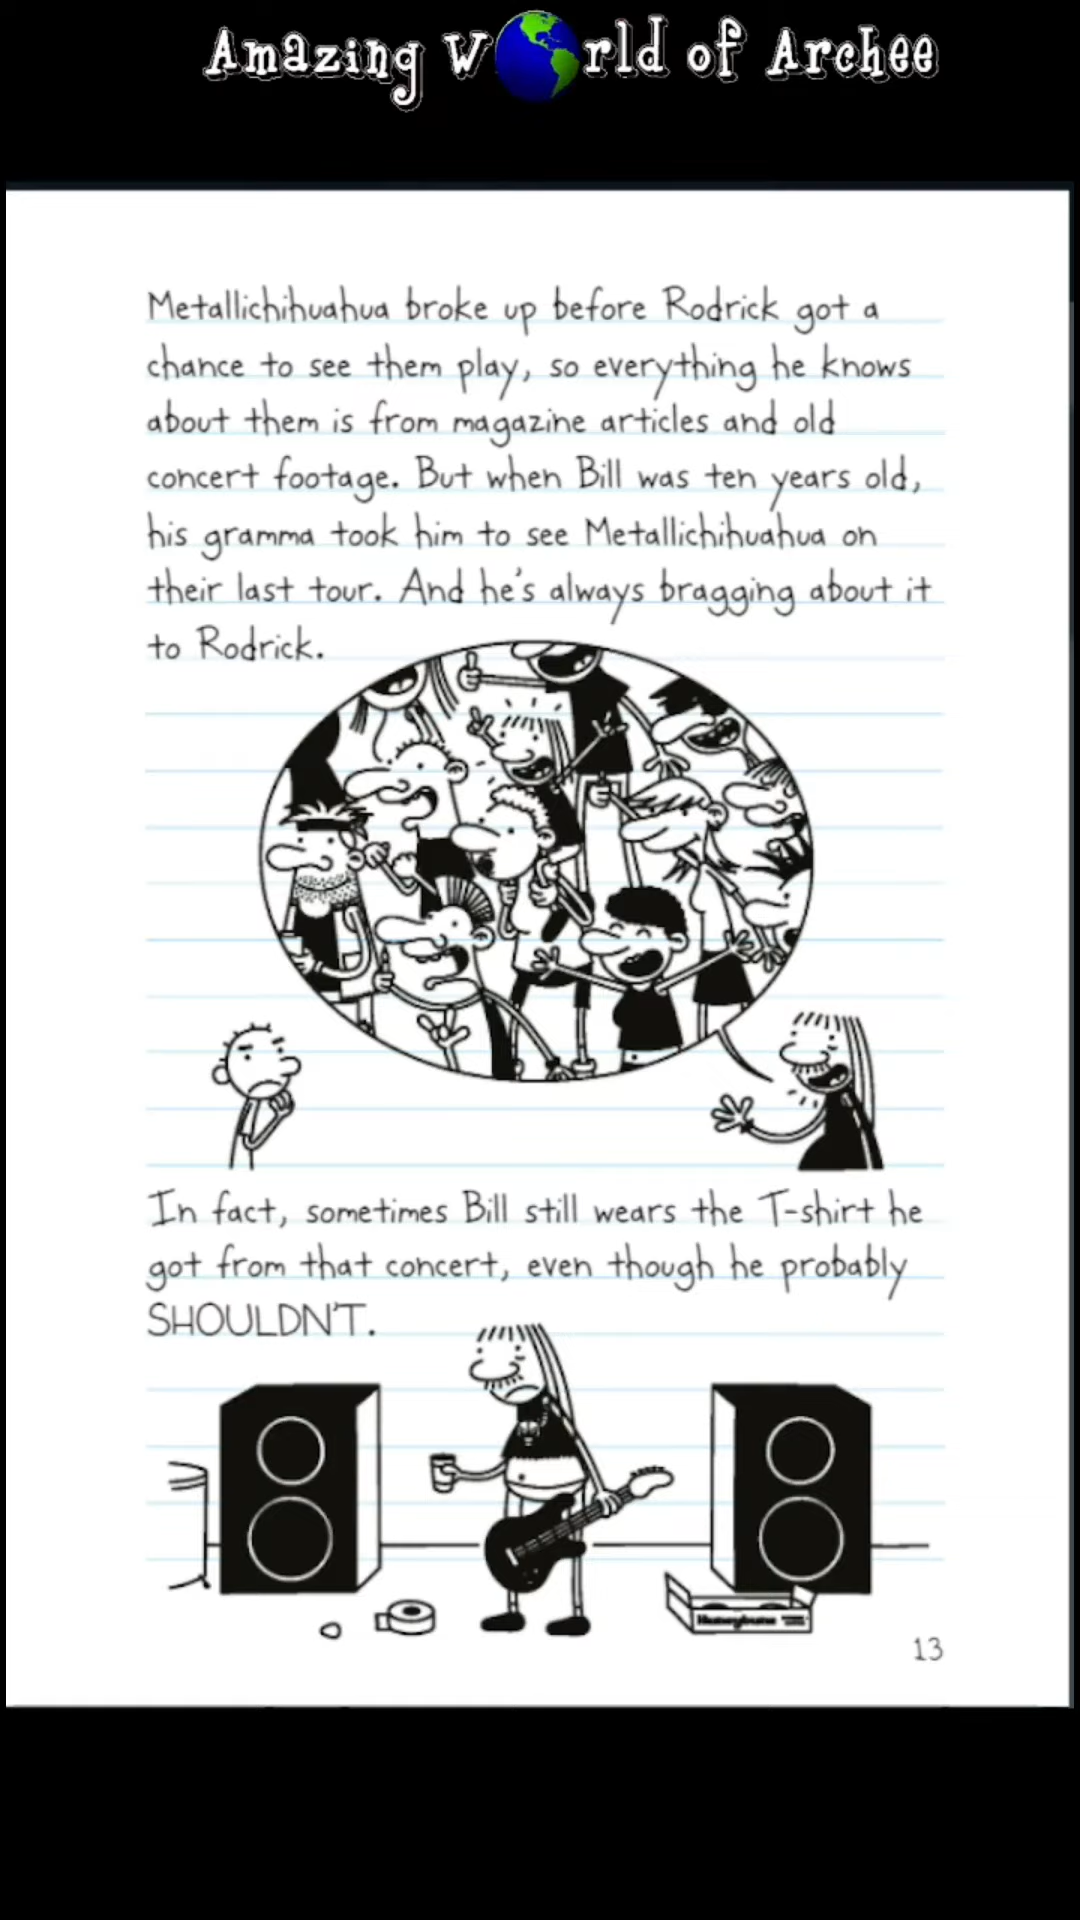 Amazing World of Archee
Metallichihuahua broke up before Rodrick got a
chance to see them play, so everything he knows
about them is from magazine articles and old
concert footage. But when Bill was ten years old,
his gramma took him to see Metallichihuahua on
their last tour. And he's always bragging about it
to Rodrick.
In fact, sometimes Bill still wears the T-shirt he
got from that concert, even though he probably
SHOULDN'T.
13